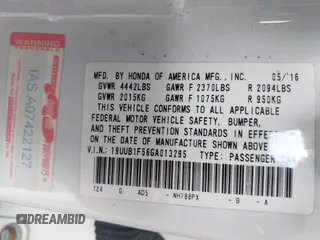 WARNING
IAS A07422127
MFD. BY HONDA OF AMERICA MFG., INC. 05/16
GVWR 4442LBS GAWR F 2370LBS R 2094LBS
GVWR 2015KG GAWR F 1075KG R 950KG
THIS VEHICLE CONFORMS TO ALL APPLICABLE
FEDERAL MOTOR VEHICLE SAFETY, BUMPER,
AND THEFT PREVENTION STANDARDS IN EFFECT
ON THE DATE OF MANUFACTURE SHOWN ABOVE.
V.I.N. 19UUB1F56GA013295 TYPE: PASSENGER
T24 G AD5 - NH788PX - B - A
DREAMBID